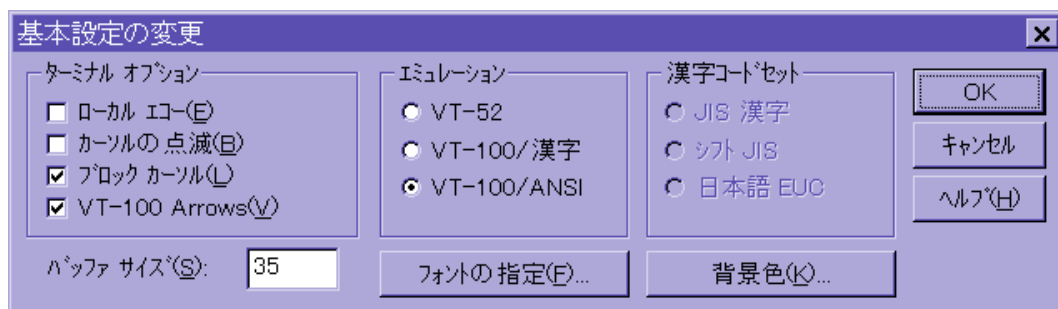 基本設定の変更
ﾀｰﾐﾅﾙ ｵﾌﾟｼｮﾝ
ﾛｰｶﾙ ｴｺｰ(E)
ｶｰｿﾙの点滅(B)
ﾌﾞﾛｯｸ ｶｰｿﾙ(L)
VT-100 Arrows(V)
ｴﾐｭﾚｰｼｮﾝ
VT-52
VT-100/漢字
VT-100/ANSI
漢字ｺｰﾄﾞｾｯﾄ
JIS 漢字
ｼﾌﾄ JIS
日本語 EUC
OK
ｷｬﾝｾﾙ
ﾍﾙﾌﾟ(H)
ﾊﾞｯﾌｧ ｻｲｽﾞ(S): 35
ﾌｫﾝﾄの指定(F)...
背景色(K)...